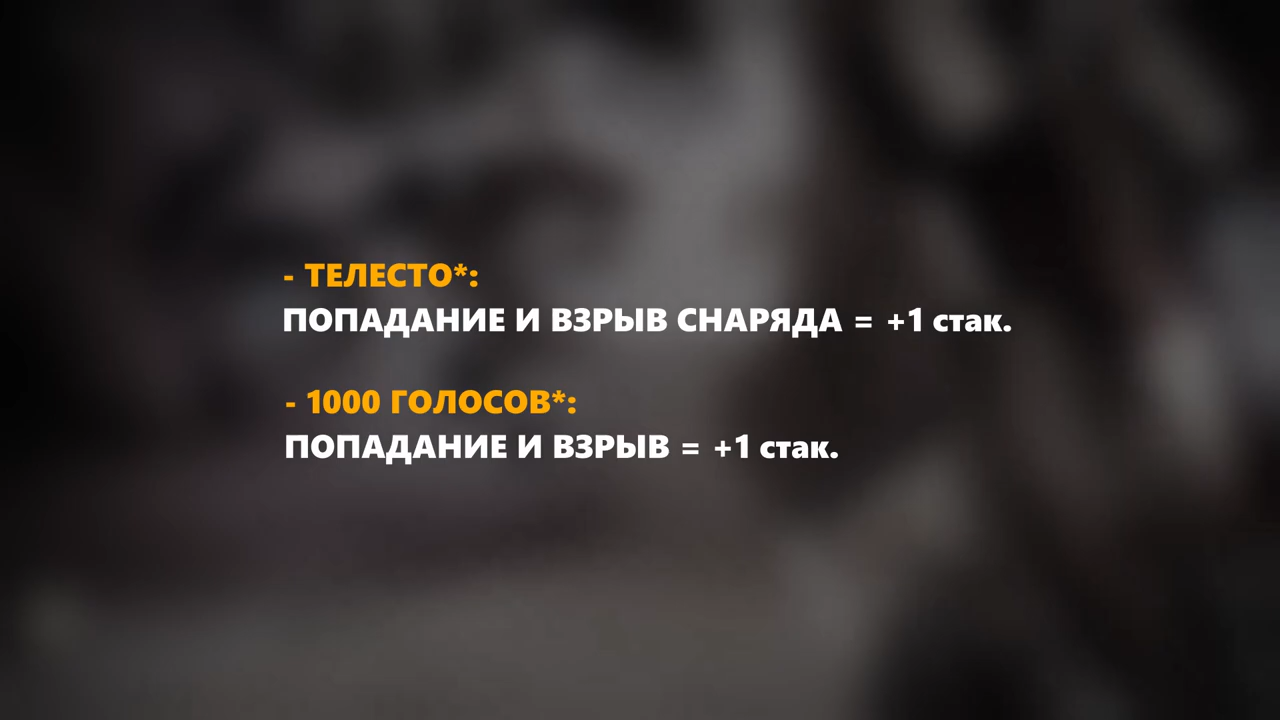 - ТЕЛЕСТО*:
ПОПАДАНИЕ И ВЗРЫВ СНАРЯДА = +1 стак.
- 1000 ГОЛОСОВ*:
ПОПАДАНИЕ И ВЗРЫВ = +1 стак.